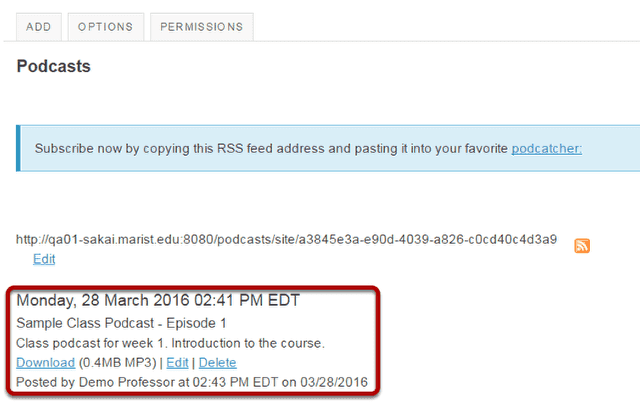 ADD
OPTIONS
PERMISSIONS
Podcasts
Subscribe now by copying this RSS feed address and pasting it into your favorite podcatcher:
http://qa01-sakai.marist.edu:8080/podcasts/site/a3845e3a-e90d-4039-a826-c0cd40c4d3a9
Edit
Monday, 28 March 2016 02:41 PM EDT
Sample Class Podcast - Episode 1
Class podcast for week 1. Introduction to the course.
Download (0.4MB MP3) | Edit | Delete
Posted by Demo Professor at 02:43 PM EDT on 03/28/2016